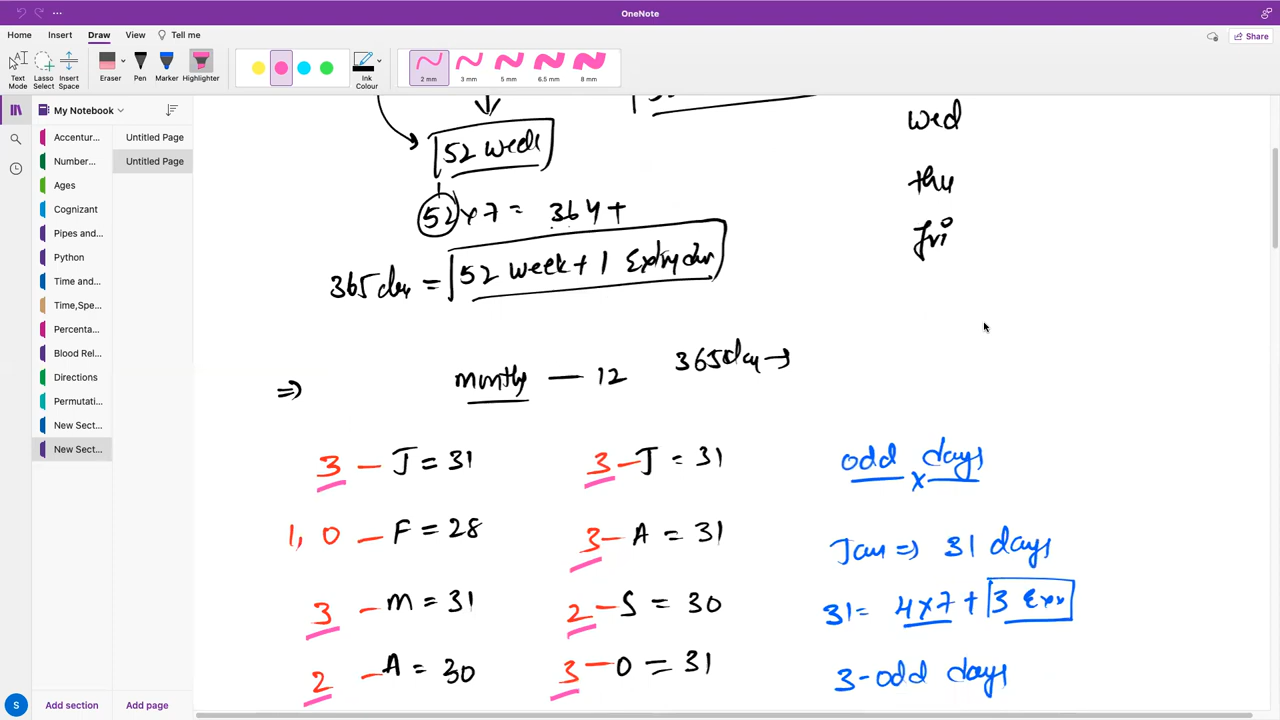 OneNote
Home Insert Draw View Tell me
Share
Text Mode
Lasso Select
Insert Space
Eraser
Pen
Marker
Highlighter
Ink Colour
2 mm
3 mm
5 mm
6.5 mm
8 mm
My Notebook
Accentur...
Number...
Ages
Cognizant
Pipes and...
Python
Time and...
Time,Spe...
Percenta...
Blood Rel...
Directions
Permutati...
New Sect...
New Sect...
Untitled Page
Untitled Page
S
Add section
Add page
wed
thu
fri
52 week
52 x 7 = 364 +
365 day = 52 week + 1 Extry day
⇒ months — 12 365 day →
3 – J = 31
1, 0 – F = 28
3 – m = 31
2 – A = 30
3 – J = 31
3 – A = 31
2 – S = 30
3 – O = 31
odd days
x
Jan ⇒ 31 days
31 = 4x7 + 3 Exx
3-odd days